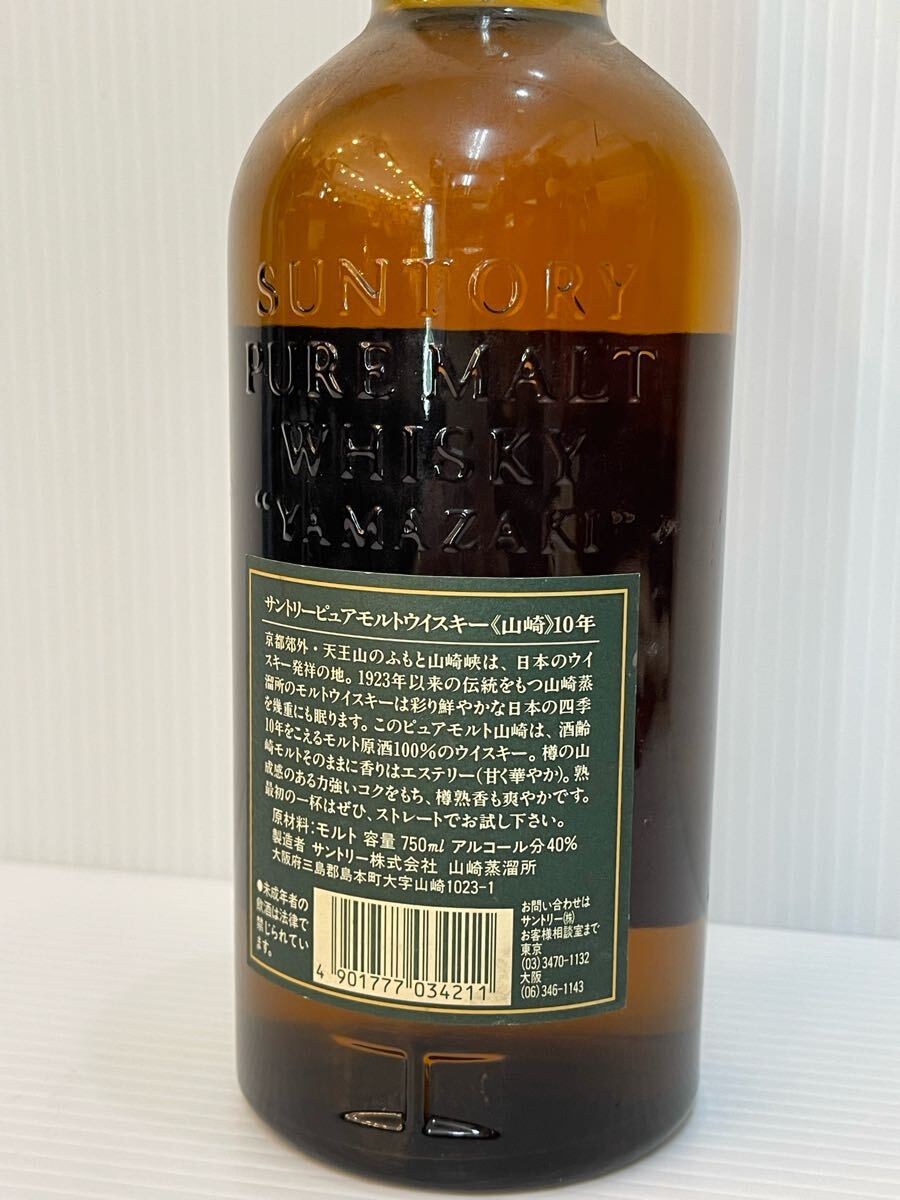 SUNTORY
PURE MALT
WHISKY
“YAMAZAKI”
サントリーピュアモルトウイスキー《山崎》10年
京都郊外・天王山のふもと山崎峡は、日本のウイ
スキー発祥の地。1923年以来の伝統をもつ山崎蒸
溜所のモルトウイスキーは彩り鮮やかな日本の四季
を幾重にも眠ります。このピュアモルト山崎は、酒齢
10年をこえるモルト原酒100%のウイスキー。樽の山
崎モルトそのままに香りはエステリー(甘く華やか)。熟
成感のある力強いコクをもち、樽熟香も爽やかです。
最初の一杯はぜひ、ストレートでお試し下さい。
原材料:モルト 容量 750ml アルコール分40%
製造者 サントリー株式会社 山崎蒸溜所
大阪府三島郡島本町大字山崎1023-1
●未成年者の
飲酒は法律で
禁じられてい
ます。
4 901777 034211
お問い合わせは
サントリー㈱
お客様相談室まで
東京
(03)3470-1132
大阪
(06)346-1143